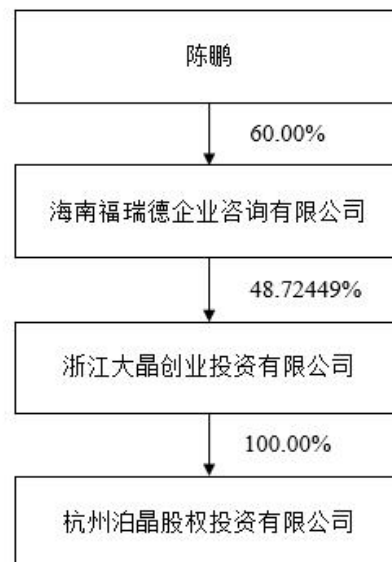 陈鹏
60.00%
海南福瑞德企业咨询有限公司
48.72449%
浙江大晶创业投资有限公司
100.00%
杭州泊晶股权投资有限公司